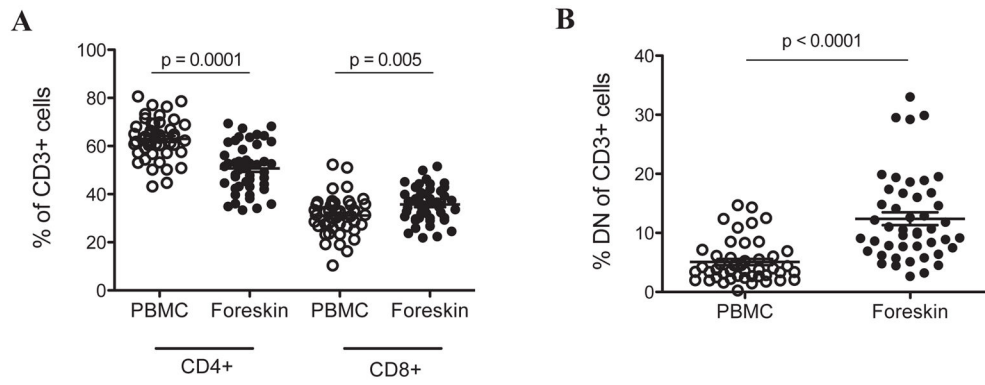 A
% of CD3+ cells
100
80
60
40
20
0
p = 0.0001
p = 0.005
PBMC Foreskin PBMC Foreskin
CD4+ CD8+
B
% DN of CD3+ cells
40
30
20
10
0
p < 0.0001
PBMC Foreskin